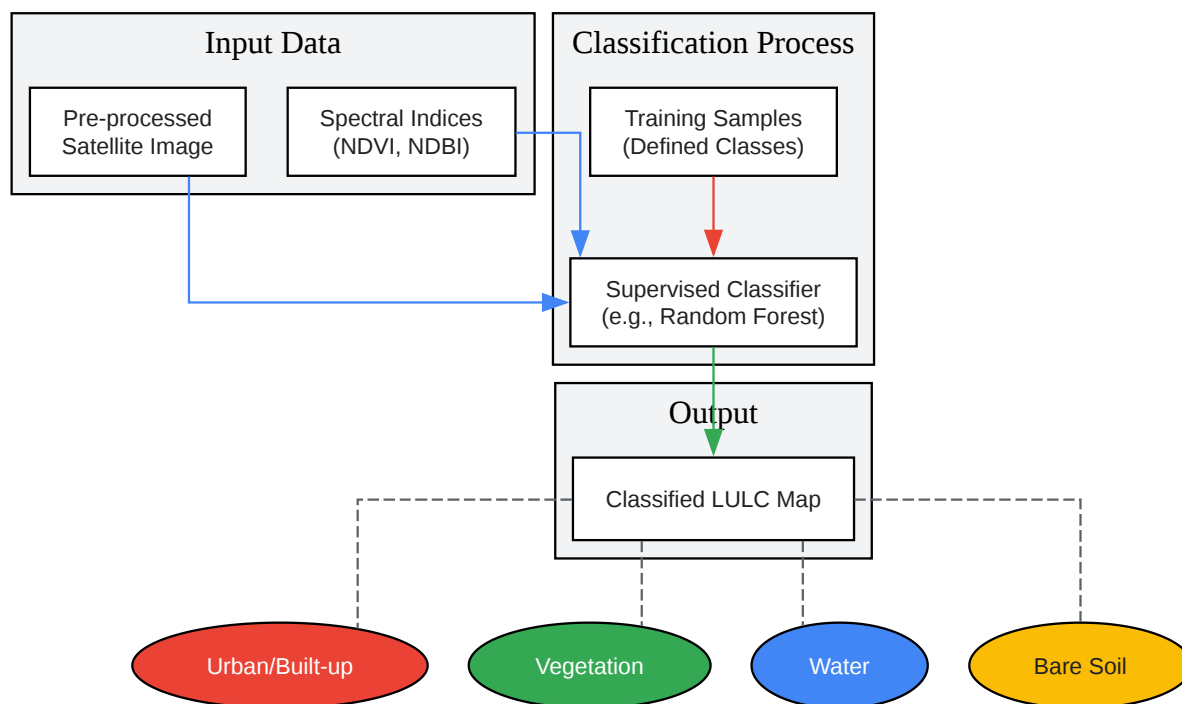 Input Data
Pre-processed
Satellite Image
Spectral Indices
(NDVI, NDBI)
Classification Process
Training Samples
(Defined Classes)
Supervised Classifier
(e.g., Random Forest)
Output
Classified LULC Map
Urban/Built-up
Vegetation
Water
Bare Soil